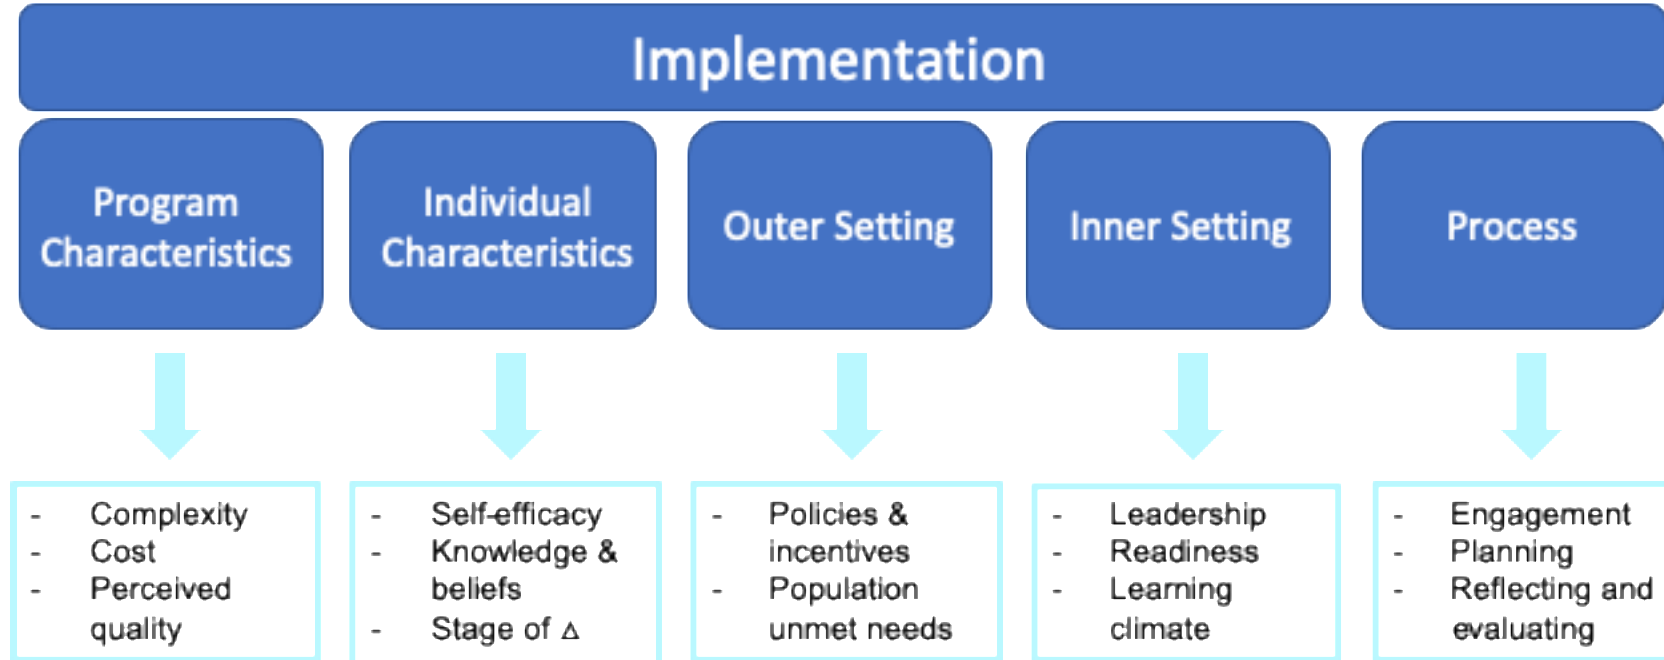 Implementation
Program
Characteristics
Individual
Characteristics
Outer Setting
Inner Setting
Process
- Complexity
- Cost
- Perceived
quality
- Self-efficacy
- Knowledge &
beliefs
- Stage of Δ
- Policies &
incentives
- Population
unmet needs
- Leadership
- Readiness
- Learning
climate
- Engagement
- Planning
- Reflecting and
evaluating